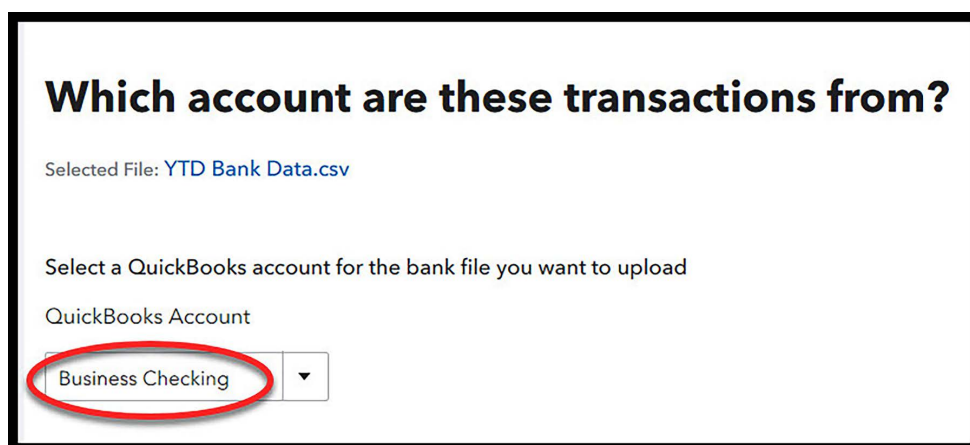 Which account are these transactions from?
Selected File: YTD Bank Data.csv
Select a QuickBooks account for the bank file you want to upload
QuickBooks Account
Business Checking